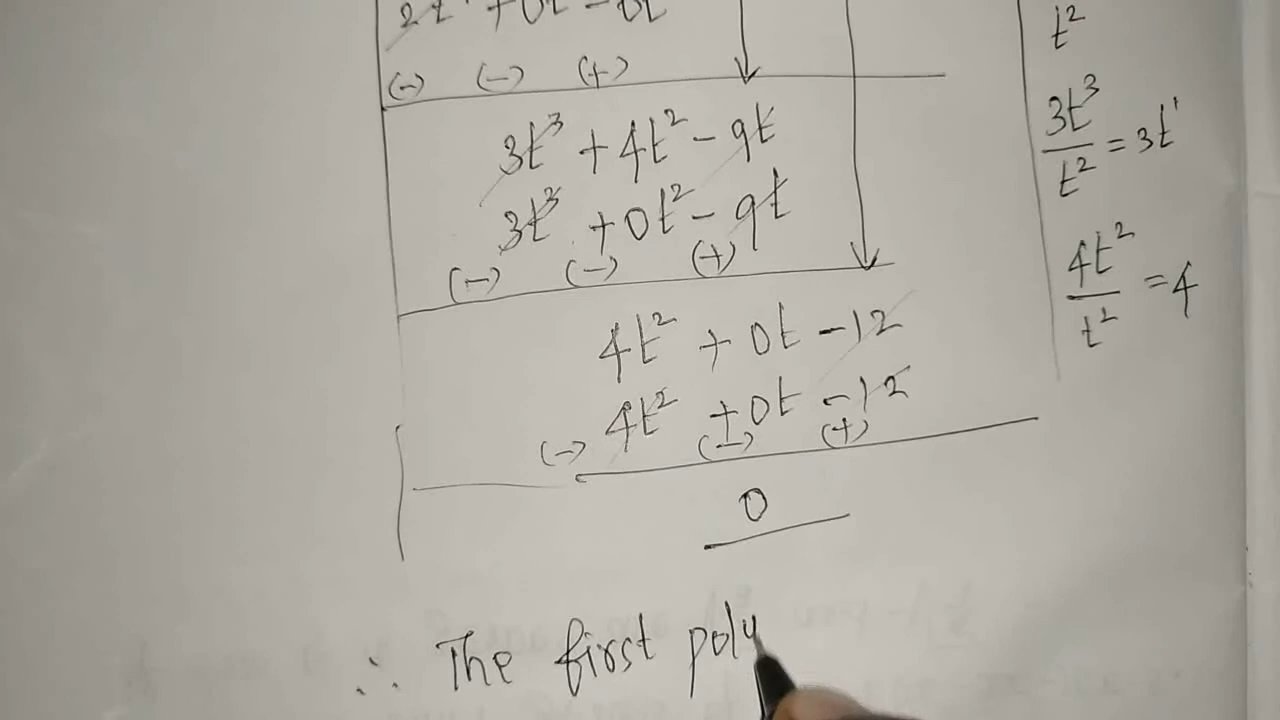 (-) (-) (+)
3t³ + 4t² - 9t
3t³ + 0t² - 9t
(-) (-) (+)
4t² + 0t - 12
4t² + 0t - 12
(-) (-) (+)
0
∴ The first poly
t²
3t³/t² = 3t¹
4t²/t² = 4